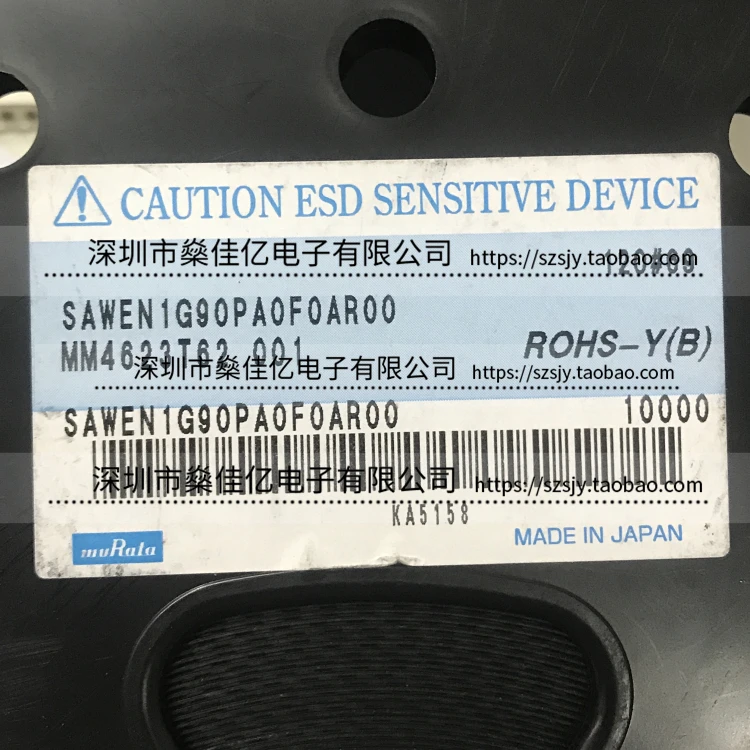 CAUTION ESD SENSITIVE DEVICE
深圳市燊佳亿电子有限公司 https://szsjy.taobao.com
SAWEN1G90PA0F0AR00
MM4623T62 001 ROHS-Y(B)
深圳市燊佳亿电子有限公司 https://szsjy.taobao.com
SAWEN1G90PA0F0AR00 10000
深圳市燊佳亿电子有限公司 https://szsjy.taobao.com
KA5158
muRata MADE IN JAPAN